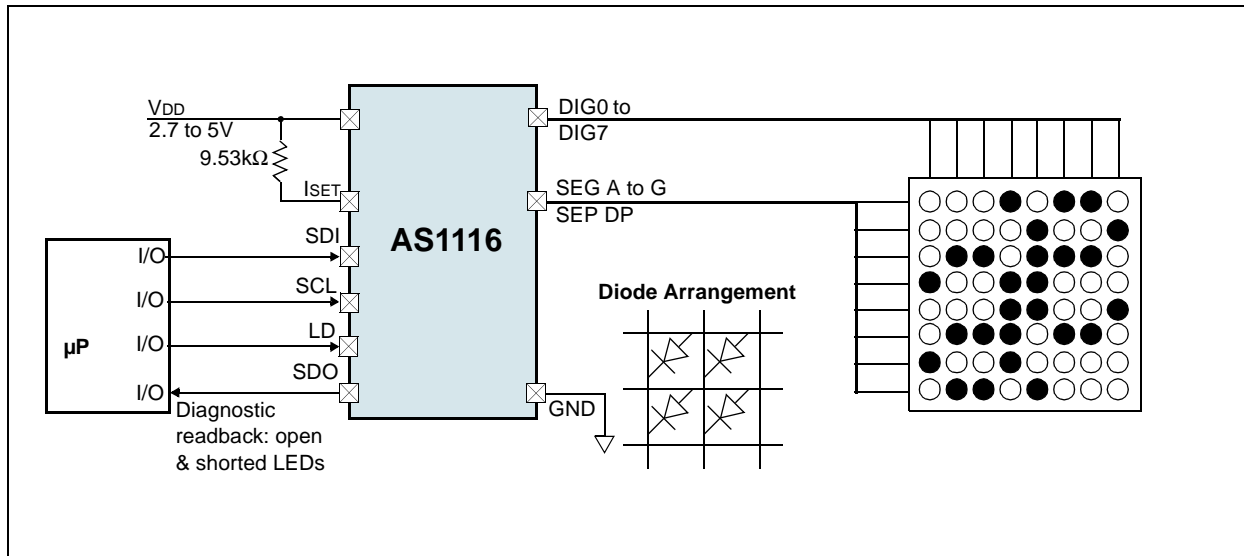 VDD
2.7 to 5V
9.53kΩ
ISET
SDI
SCL
LD
SDO
I/O
I/O
I/O
I/O
µP
Diagnostic
readback: open
& shorted LEDs
AS1116
DIG0 to
DIG7
SEG A to G
SEP DP
GND
Diode Arrangement